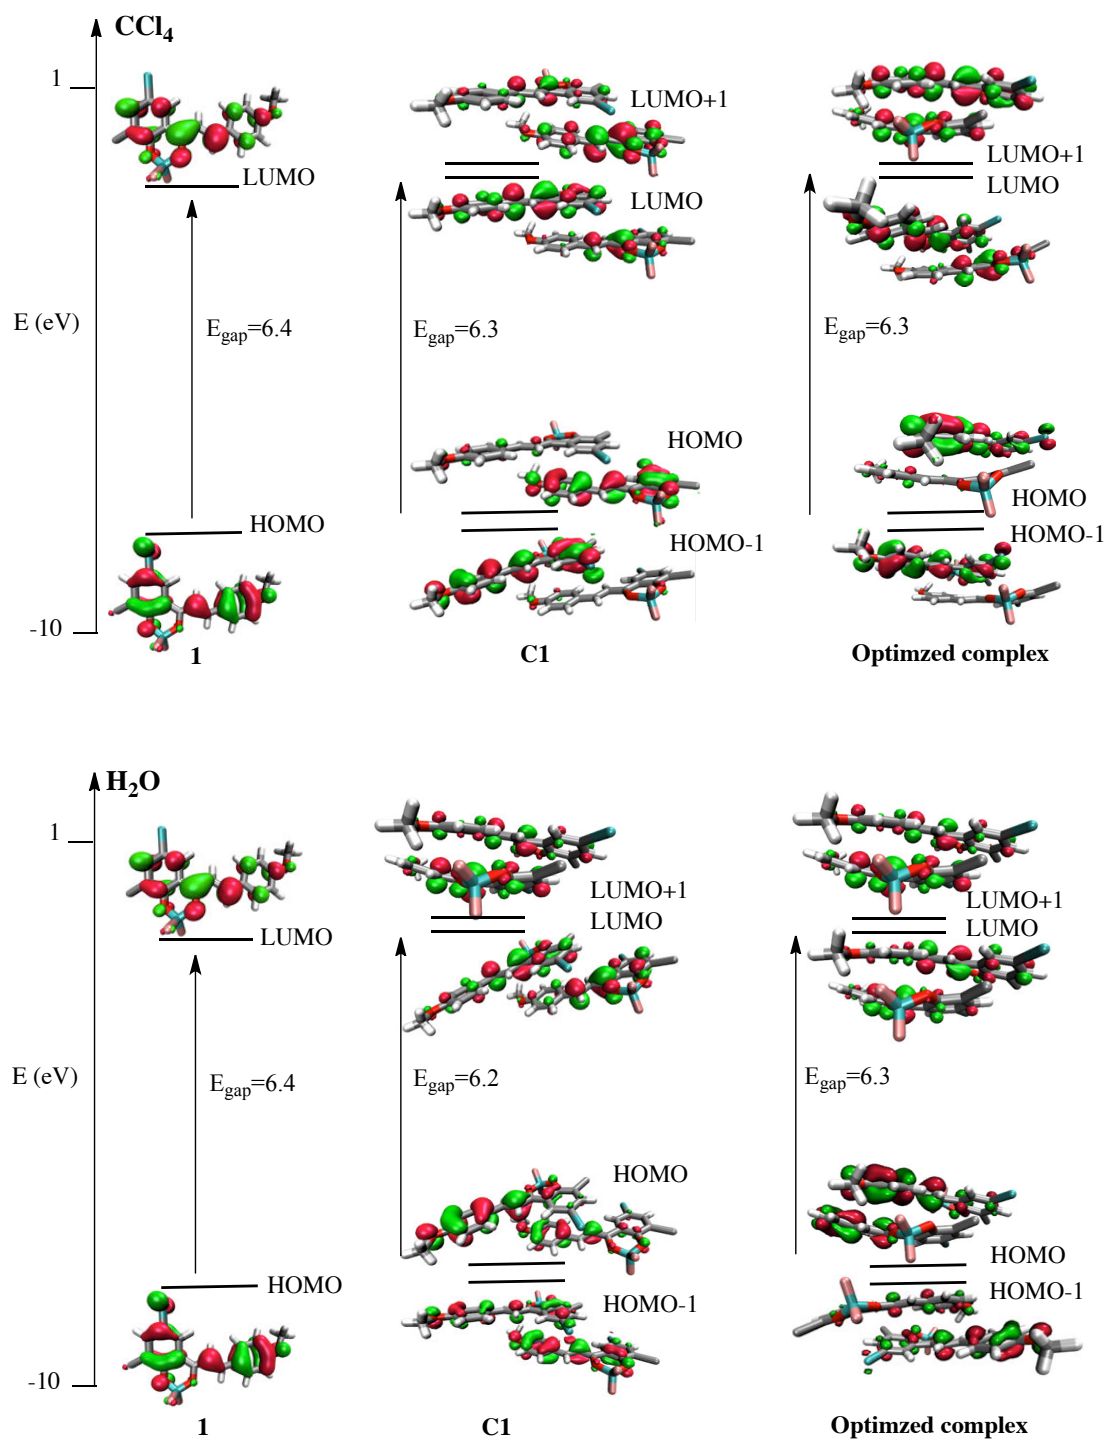 CCl4
1
LUMO
LUMO+1
LUMO
LUMO+1
LUMO
E (eV)
Egap=6.4
Egap=6.3
Egap=6.3
HOMO
HOMO
HOMO-1
HOMO
HOMO-1
-10
1
C1
Optimzed complex
H2O
1
LUMO
LUMO+1
LUMO
LUMO+1
LUMO
E (eV)
Egap=6.4
Egap=6.2
Egap=6.3
HOMO
HOMO
HOMO-1
HOMO
HOMO-1
-10
1
C1
Optimzed complex